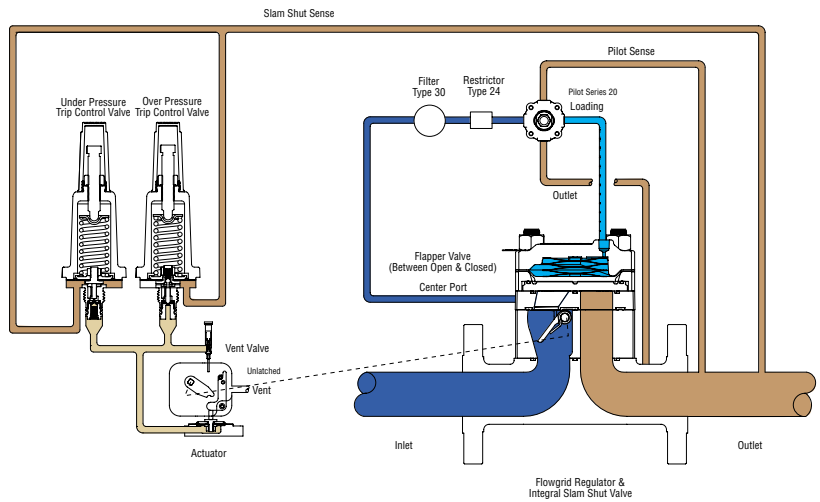 Slam Shut Sense
Pilot Sense
Filter
Type 30
Restrictor
Type 24
Pilot Series 20
Loading
Under Pressure
Trip Control Valve
Over Pressure
Trip Control Valve
Outlet
Flapper Valve
(Between Open & Closed)
Center Port
Vent Valve
Unlatched
Vent
Actuator
Inlet
Outlet
Flowgrid Regulator &
Integral Slam Shut Valve